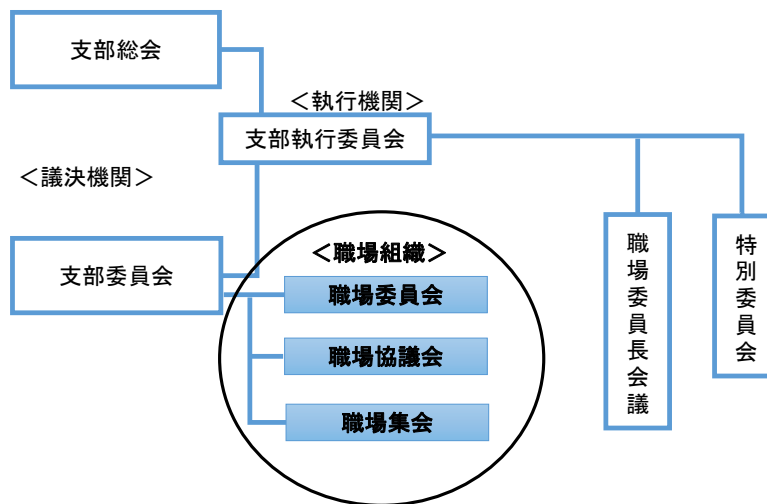 支部総会
＜執行機関＞
支部執行委員会
＜議決機関＞
支部委員会
＜職場組織＞
職場委員会
職場協議会
職場集会
職場委員長会議
特別委員会